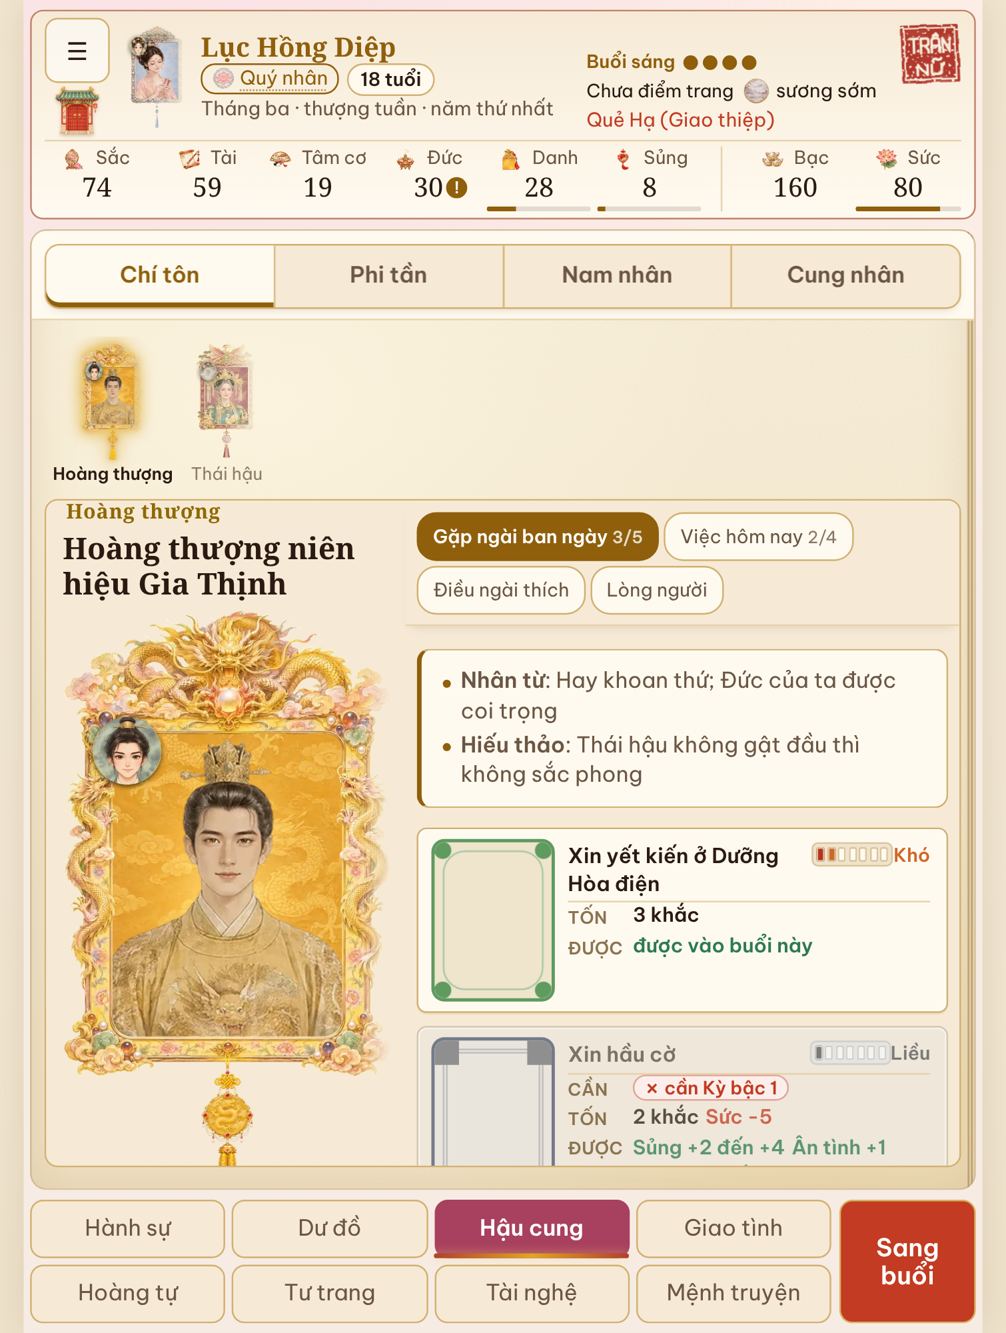 ☰
Lục Hồng Diệp
Quý nhân
18 tuổi
Tháng ba · thượng tuần · năm thứ nhất
Buổi sáng
Chưa điểm trang sương sớm
Quẻ Hạ (Giao thiệp)
TRÂN
NỮ
Sắc Tài Tâm cơ Đức Danh Sủng Bạc Sức
74 59 19 30 ! 28 8 160 80
Chí tôn Phi tần Nam nhân Cung nhân
Hoàng thượng Thái hậu
Hoàng thượng
Hoàng thượng niên
hiệu Gia Thịnh
Gặp ngài ban ngày 3/5
Việc hôm nay 2/4
Điều ngài thích
Lòng người
Nhân từ: Hay khoan thứ; Đức của ta được
coi trọng
Hiếu thảo: Thái hậu không gật đầu thì
không sắc phong
Xin yết kiến ở Dưỡng
Hòa điện
Khó
TỐN 3 khắc
ĐƯỢC được vào buổi này
Xin hầu cờ
Liều
CẦN × cần Kỳ bậc 1
TỐN 2 khắc Sức -5
ĐƯỢC Sủng +2 đến +4 Ân tình +1
Hành sự Dư đồ Hậu cung Giao tình
Hoàng tự Tư trang Tài nghệ Mệnh truyện
Sang
buổi